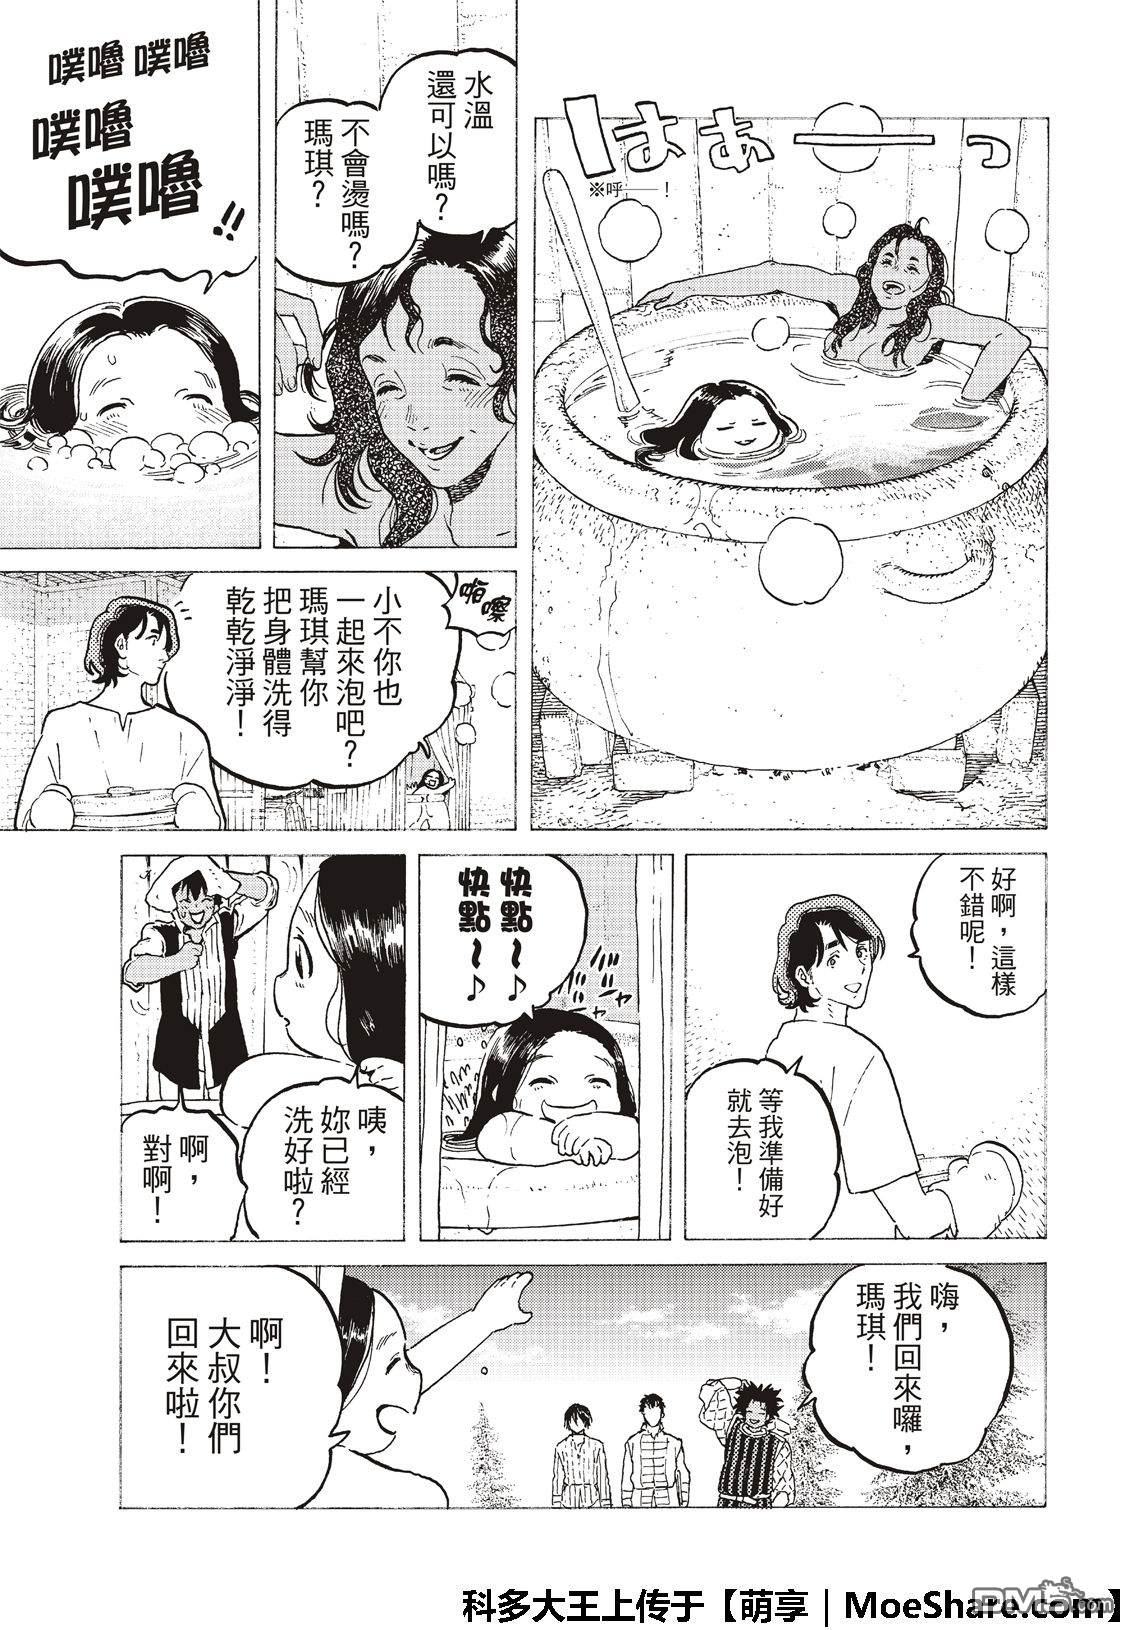 はぁーっ
※呼——！
水溫
還可以嗎？
不會燙嗎？
瑪琪？
噗嚕 噗嚕
噗嚕
噗嚕
!!
啪嚓
小不你也
一起來泡吧？
瑪琪幫你
把身體洗得
乾乾淨淨！
好啊，這樣
不錯呢！
等我準備好
就去泡！
快點～♪
快點～♪
咦，
妳已經
洗好啦？
啊，
對啊！
嗨，
我們回來囉，
瑪琪！
啊！
大叔你們
回來啦！
科多大王上传于【萌享｜MoeShare.com】